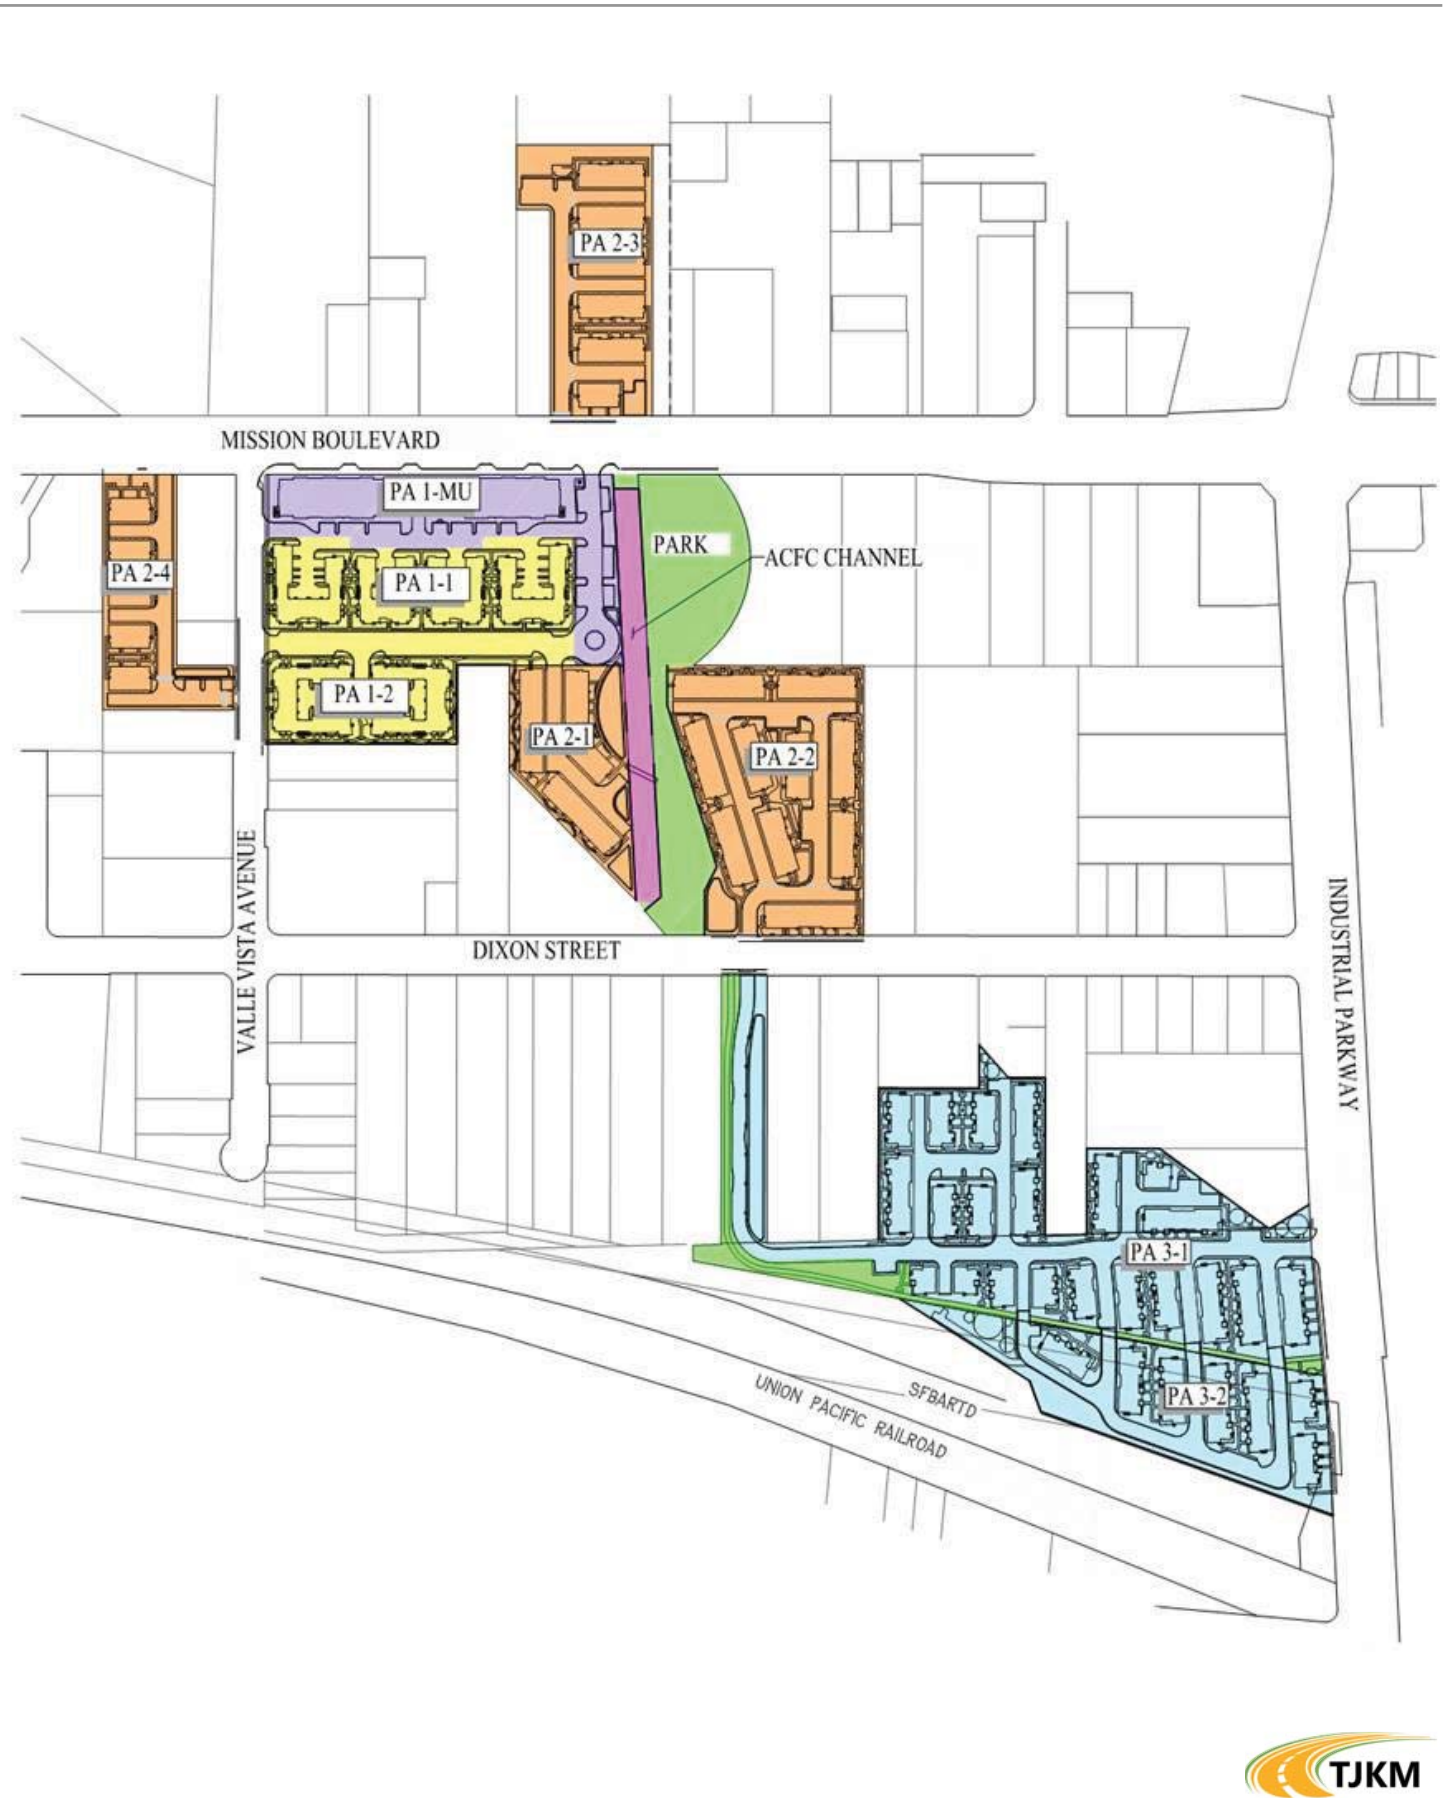 PA 2-3
MISSION BOULEVARD
PA 1-MU
PARK
ACFC CHANNEL
PA 2-4
PA 1-1
PA 1-2
PA 2-1
PA 2-2
VALLE VISTA AVENUE
DIXON STREET
INDUSTRIAL PARKWAY
PA 3-1
PA 3-2
SFBARTD
UNION PACIFIC RAILROAD
TJKM